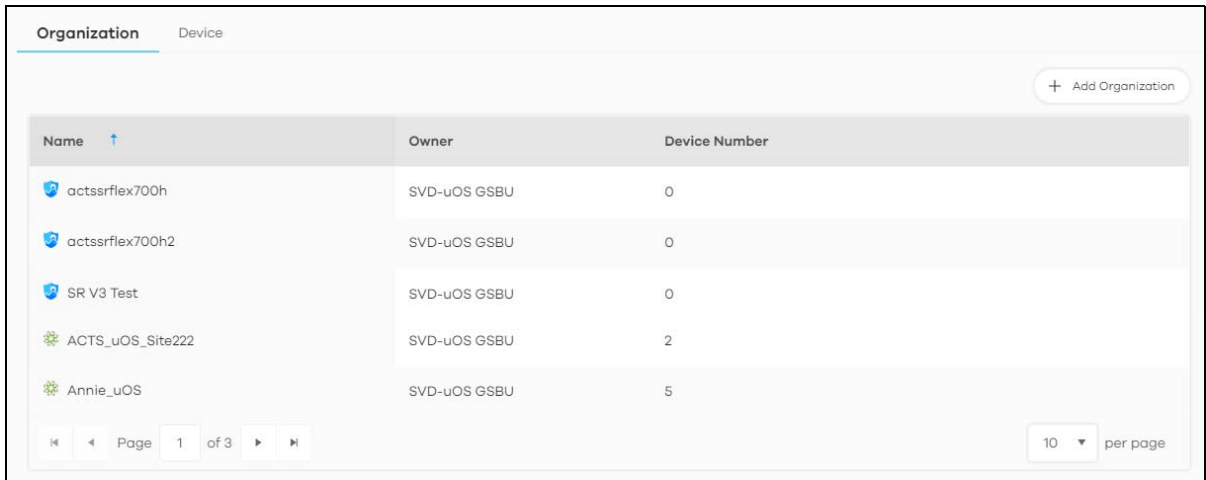 Organization Device
+ Add Organization
Name ↑ Owner Device Number
actssrflex700h SVD-uOS GSBU 0
actssrflex700h2 SVD-uOS GSBU 0
SR V3 Test SVD-uOS GSBU 0
ACTS_uOS_Site222 SVD-uOS GSBU 2
Annie_uOS SVD-uOS GSBU 5
Page 1 of 3 10 per page